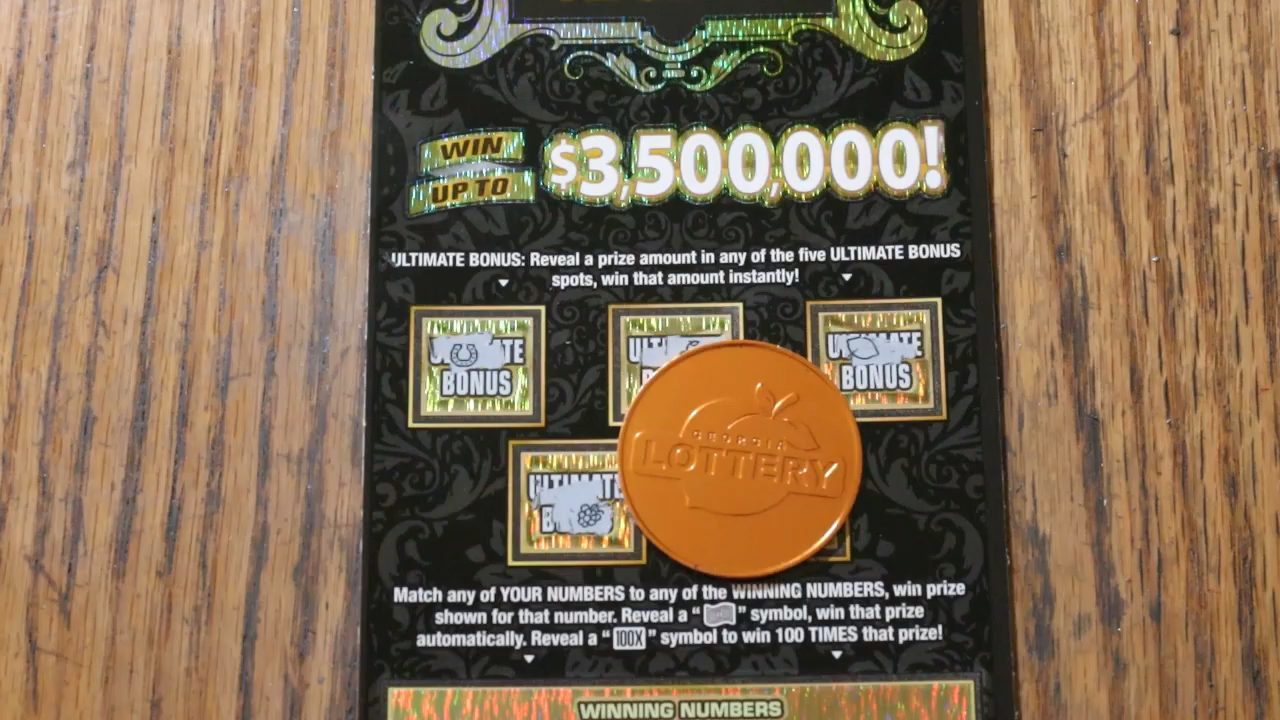 WIN
UP TO
$3,500,000!
ULTIMATE BONUS: Reveal a prize amount in any of the five ULTIMATE BONUS
spots, win that amount instantly!
BONUS
BONUS
GEORGIA
LOTTERY
Match any of YOUR NUMBERS to any of the WINNING NUMBERS, win prize
shown for that number. Reveal a " " symbol, win that prize
automatically. Reveal a "100X" symbol to win 100 TIMES that prize!
WINNING NUMBERS